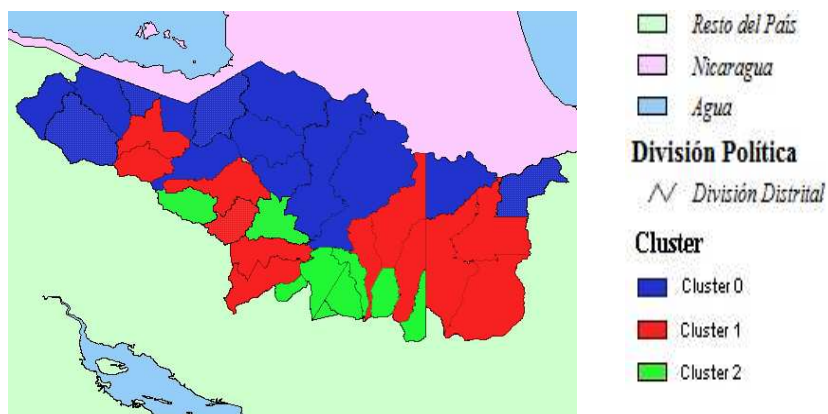 Resto del País
Nicaragua
Agua
División Política
División Distrital
Cluster
Cluster 0
Cluster 1
Cluster 2